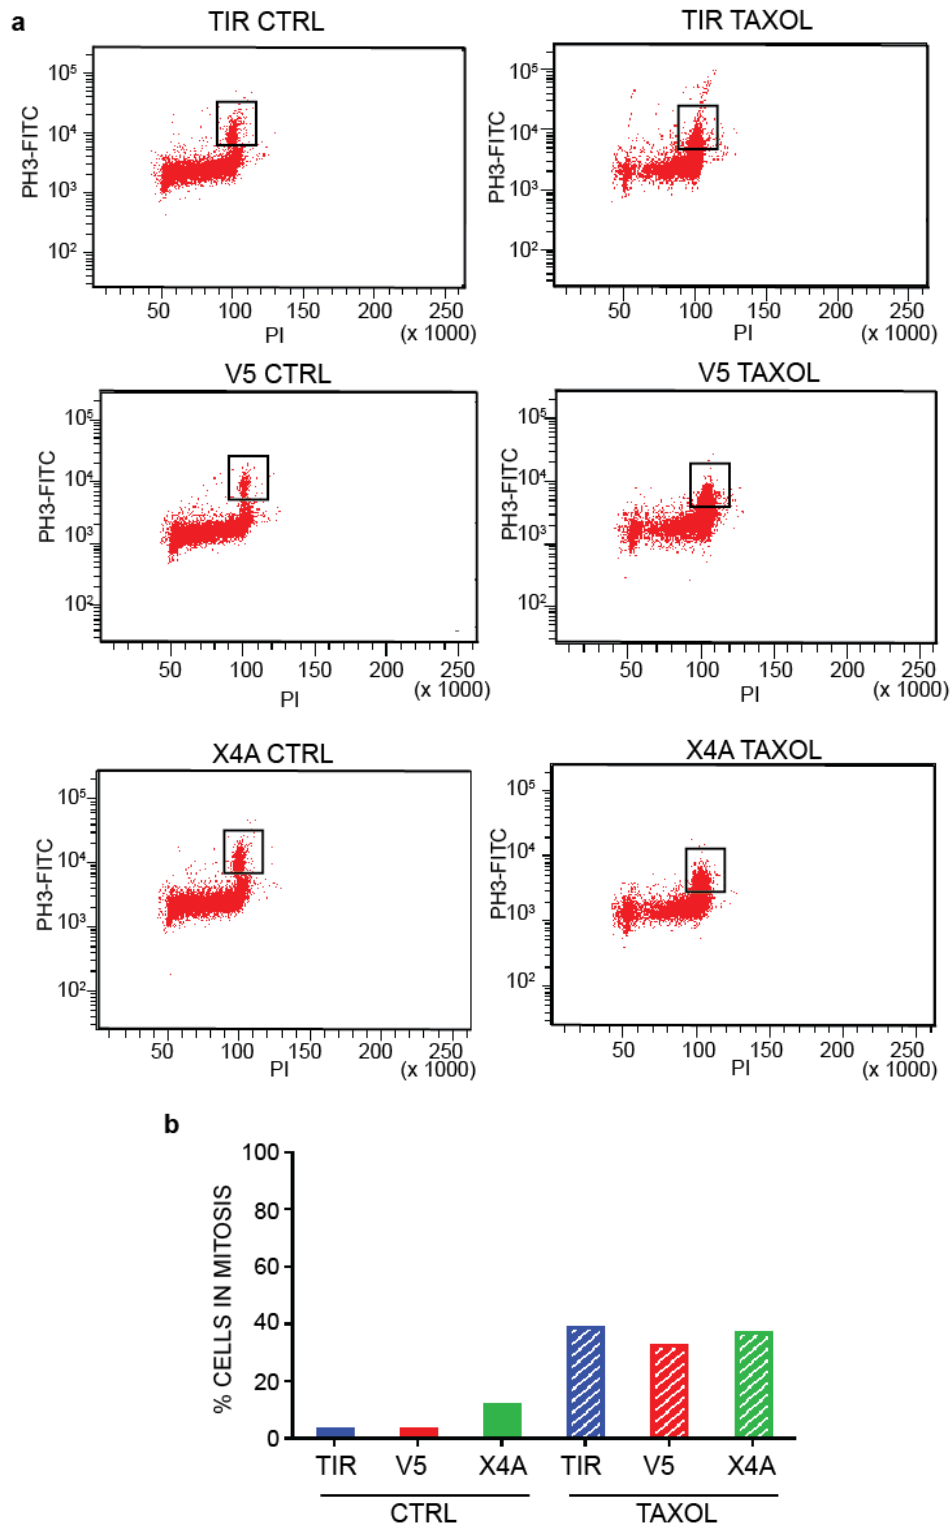 a
TIR CTRL
TIR TAXOL
PH3-FITC
10⁵
10⁴
10³
10²
50 100 150 200 250
PI
(x 1000)
PH3-FITC
10⁵
10⁴
10³
10²
50 100 150 200 250
PI
(x 1000)
V5 CTRL
V5 TAXOL
PH3-FITC
10⁵
10⁴
10³
10²
50 100 150 200 250
PI
(x 1000)
PH3-FITC
10⁵
10⁴
10³
10²
50 100 150 200 250
PI
(x 1000)
X4A CTRL
X4A TAXOL
PH3-FITC
10⁵
10⁴
10³
10²
50 100 150 200 250
PI
(x 1000)
PH3-FITC
10⁵
10⁴
10³
10²
50 100 150 200 250
PI
(x 1000)
b
% CELLS IN MITOSIS
100
80
60
40
20
0
TIR V5 X4A TIR V5 X4A
CTRL TAXOL